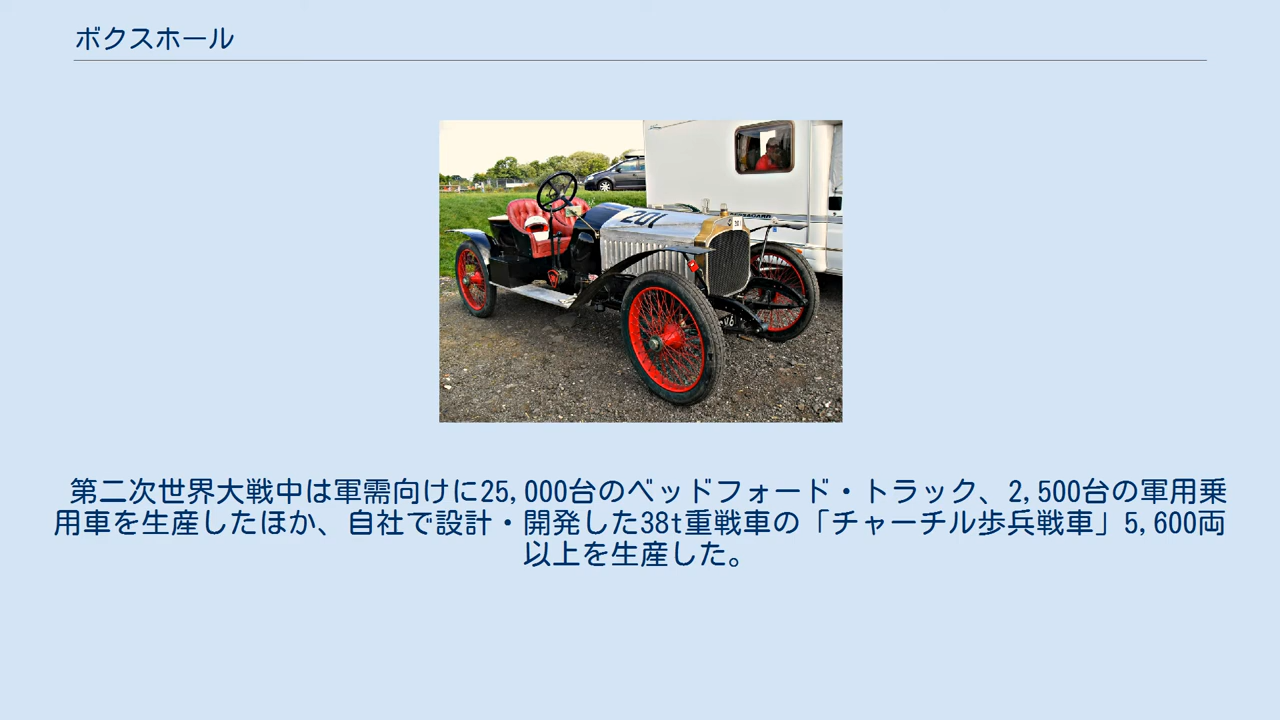 ボクスホール
201
第二次世界大戦中は軍需向けに25,000台のベッドフォード・トラック、2,500台の軍用乗
用車を生産したほか、自社で設計・開発した38t重戦車の「チャーチル歩兵戦車」5,600両
以上を生産した。